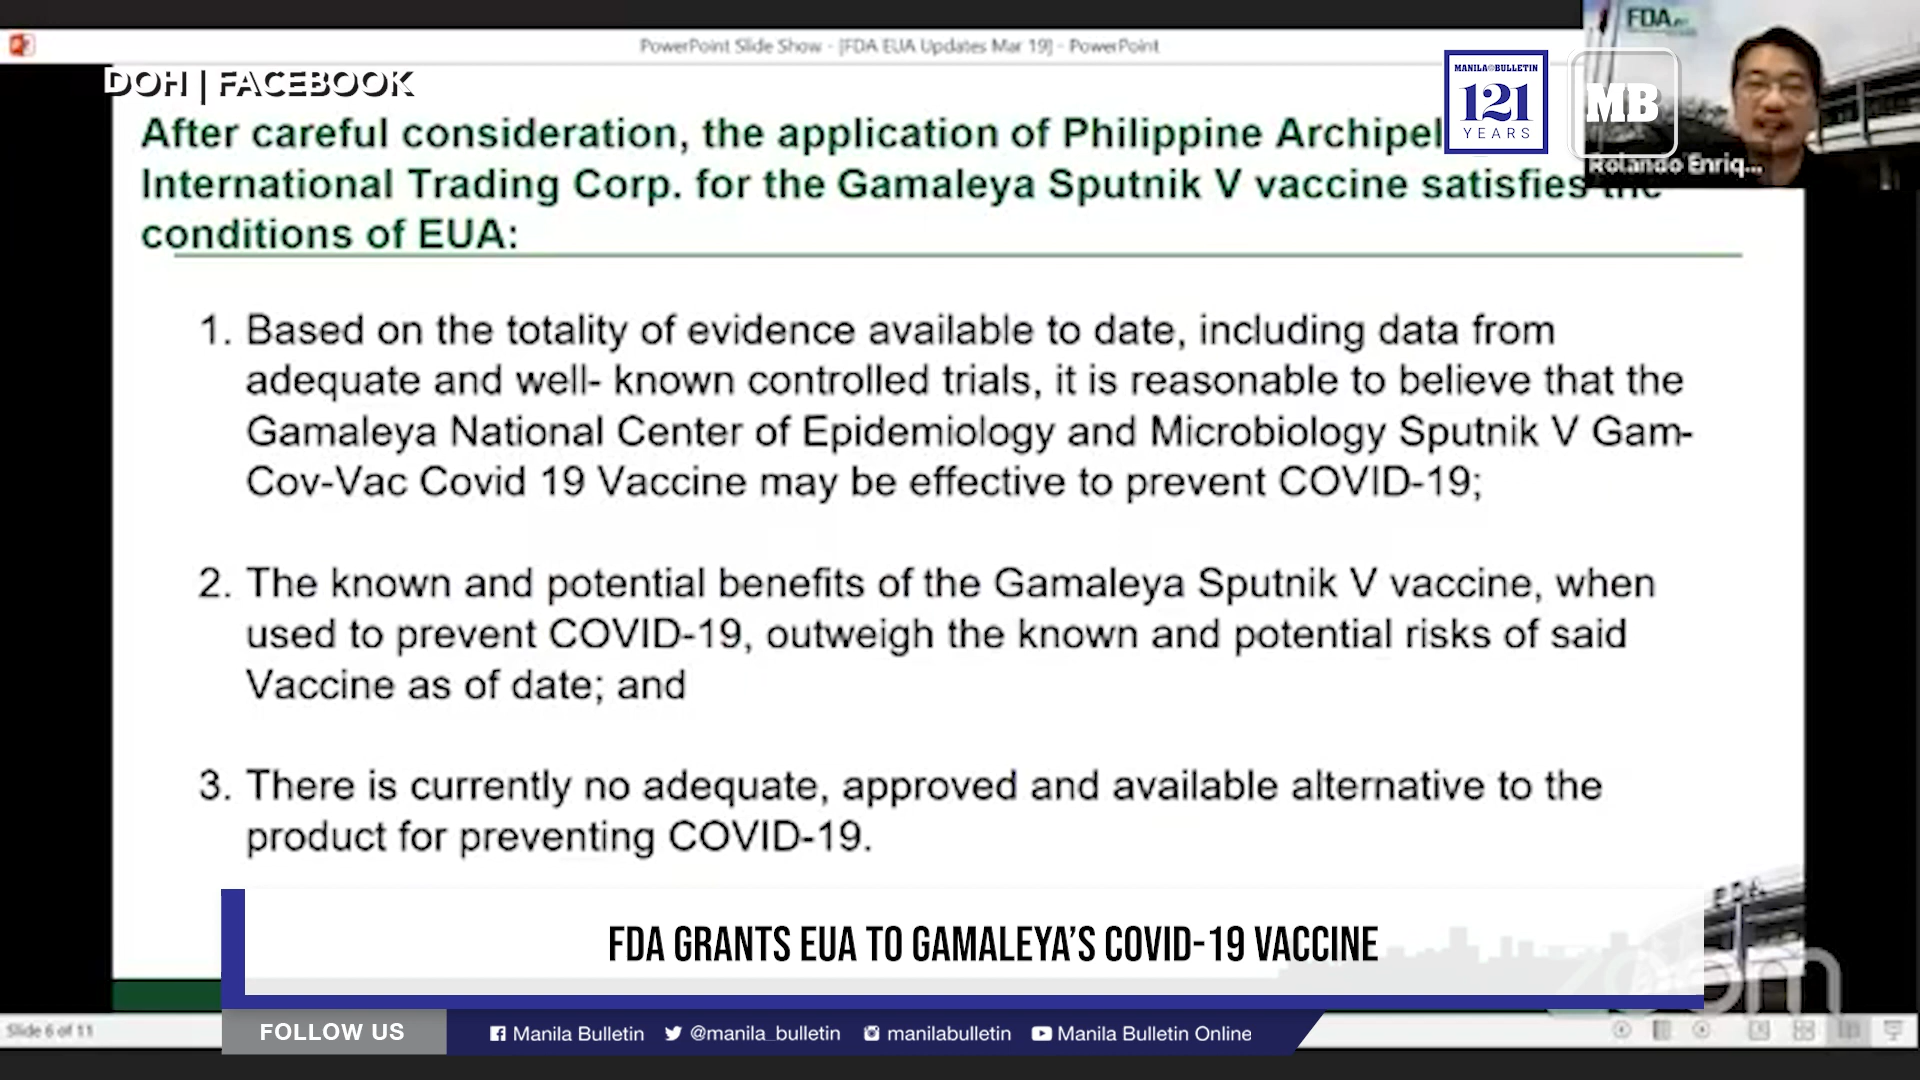 FDA
PowerPoint Slide Show - [FDA EUA Updates Mar 19] - PowerPoint
DOH | FACEBOOK
MANILA BULLETIN
121
YEARS
MB
Rolando Enriq...
After careful consideration, the application of Philippine Archipel
International Trading Corp. for the Gamaleya Sputnik V vaccine satisfies the
conditions of EUA:
1. Based on the totality of evidence available to date, including data from
adequate and well- known controlled trials, it is reasonable to believe that the
Gamaleya National Center of Epidemiology and Microbiology Sputnik V Gam-
Cov-Vac Covid 19 Vaccine may be effective to prevent COVID-19;
2. The known and potential benefits of the Gamaleya Sputnik V vaccine, when
used to prevent COVID-19, outweigh the known and potential risks of said
Vaccine as of date; and
3. There is currently no adequate, approved and available alternative to the
product for preventing COVID-19.
FDA
FDA GRANTS EUA TO GAMALEYA'S COVID-19 VACCINE
zoom
Slide 6 of 11
FOLLOW US
Manila Bulletin
@manila_bulletin
manilabulletin
Manila Bulletin Online